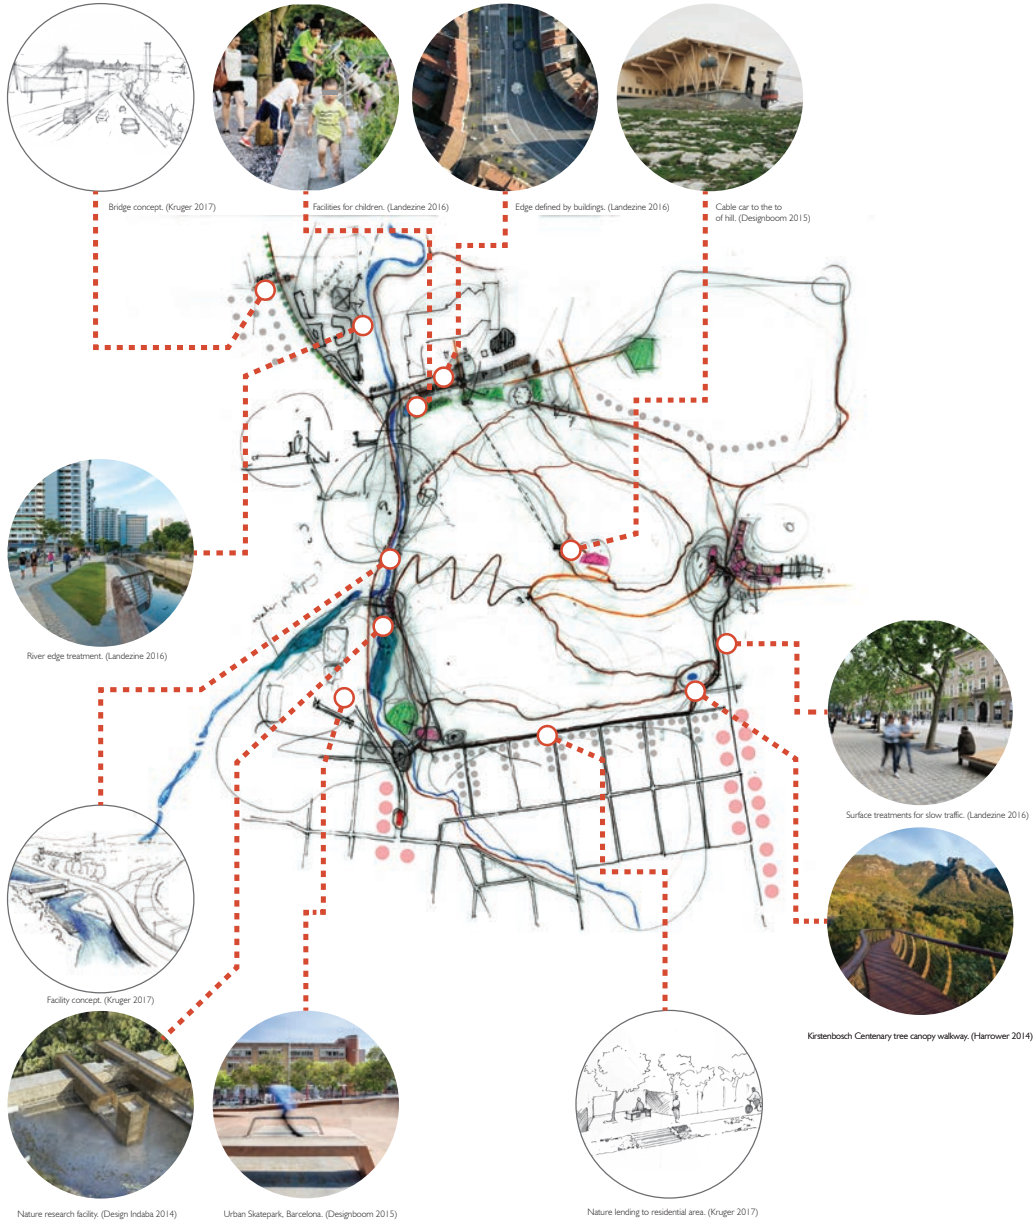 Bridge concept. (Kruger 2017)
Facilities for children. (Landezine 2016)
Edge defined by buildings. (Landezine 2016)
Cable car to the to
of hill. (Designboom 2015)
River edge treatment. (Landezine 2016)
Surface treatments for slow traffic. (Landezine 2016)
Facility concept. (Kruger 2017)
Kirstenbosch Centenary tree canopy walkway. (Harrower 2014)
Nature research facility. (Design Indaba 2014)
Urban Skatepark, Barcelona. (Designboom 2015)
Nature lending to residential area. (Kruger 2017)